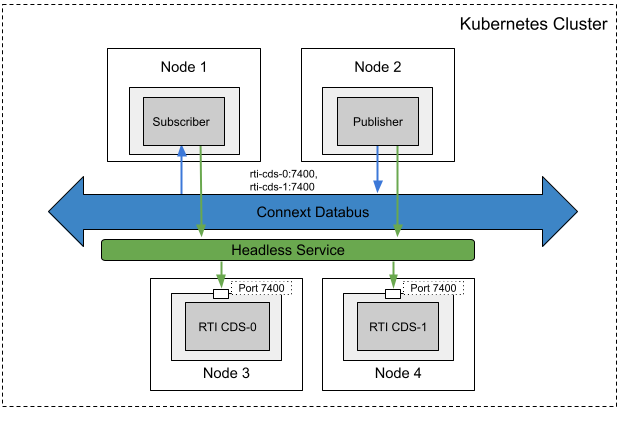 Kubernetes Cluster
Node 1
Node 2
Subscriber
Publisher
rti-cds-0:7400,
rti-cds-1:7400
Connext Databus
Headless Service
Port 7400
Port 7400
RTI CDS-0
RTI CDS-1
Node 3
Node 4